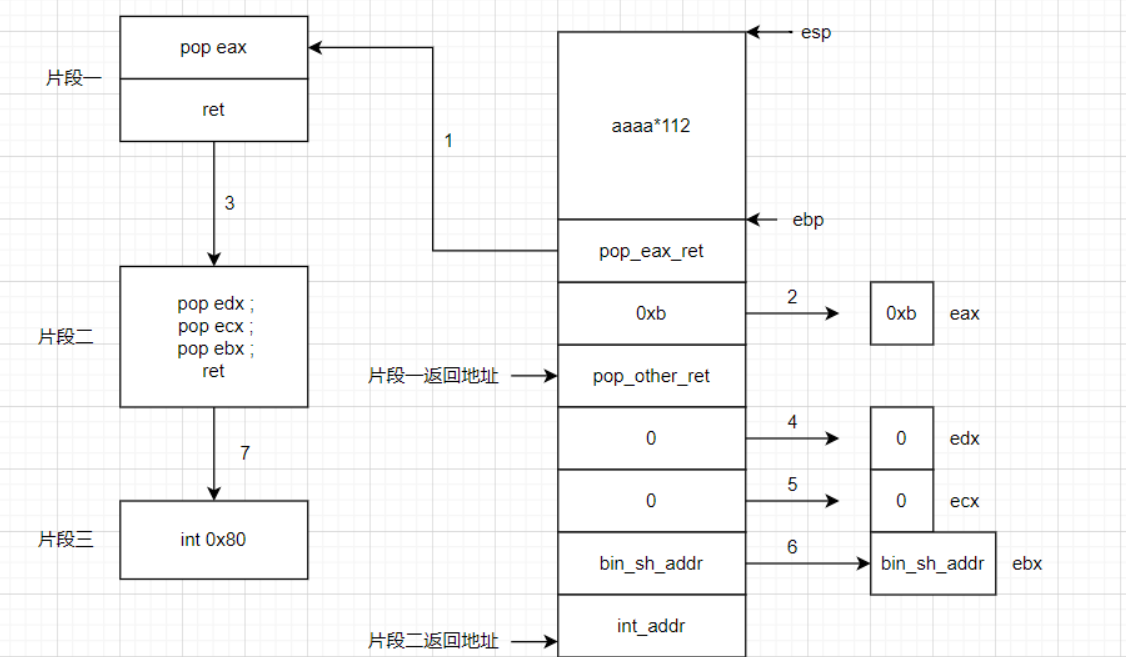 pop eax
ret
片段一
1
esp
aaaa*112
ebp
3
pop_eax_ret
2
0xb
0xb
eax
片段二
pop edx ;
pop ecx ;
pop ebx ;
ret
片段一返回地址
pop_other_ret
4
0
0
edx
7
5
0
0
ecx
片段三
int 0x80
6
bin_sh_addr
bin_sh_addr
ebx
片段二返回地址
int_addr